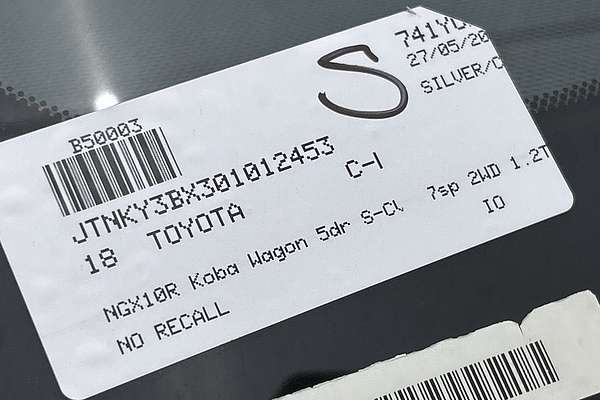 S
741YU
27/05/20
SILVER/C
B50003
JTNKY3BX301012453
C-I
18 TOYOTA
NGX10R Koba Wagon 5dr S-CV 7sp 2WD 1.2T
IO
NO RECALL